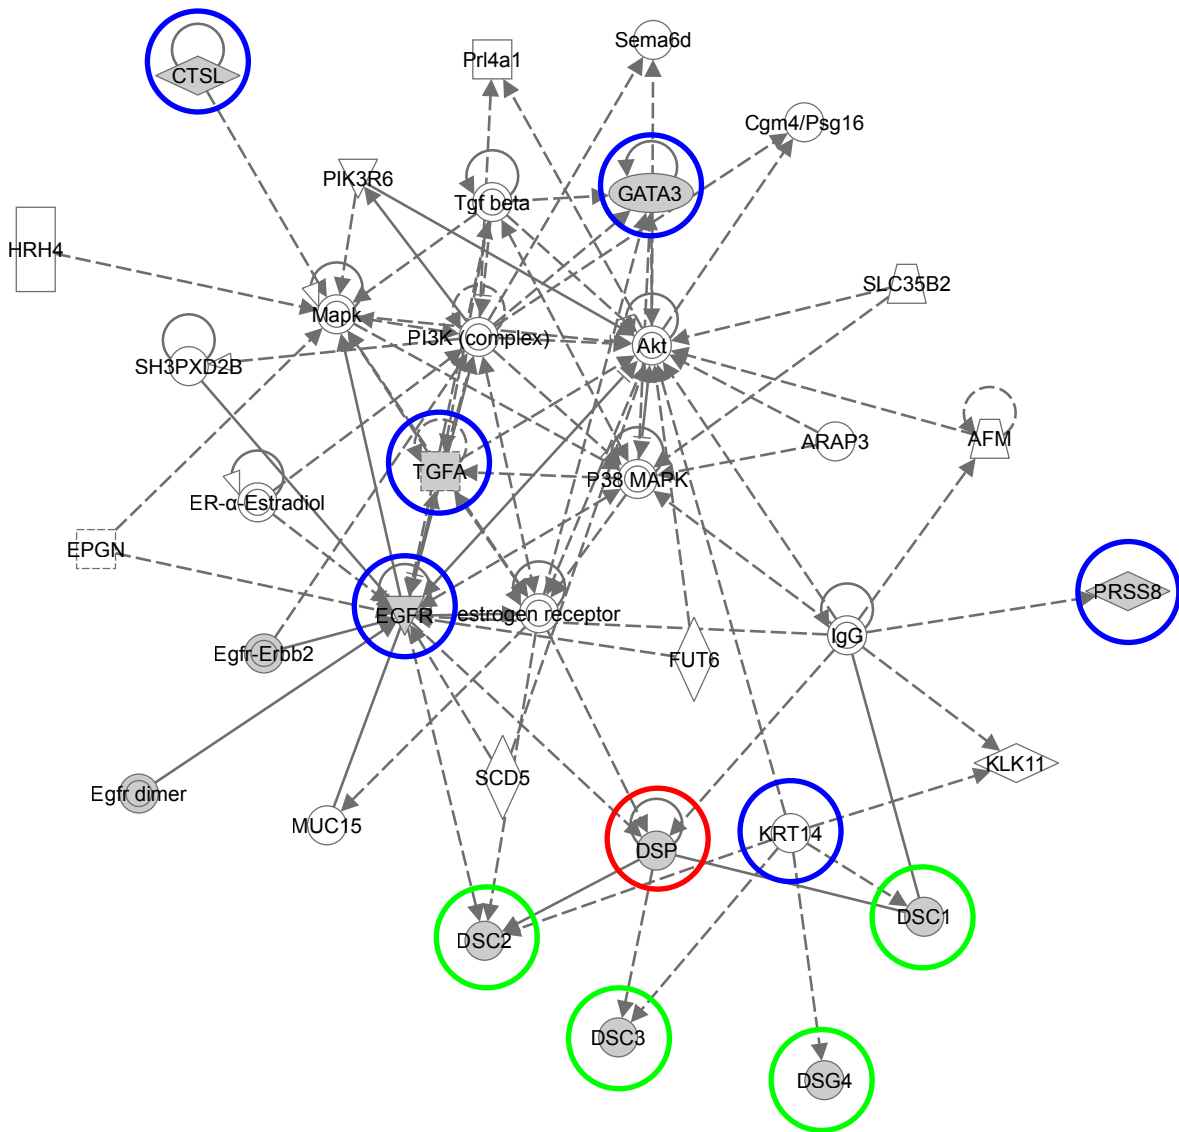 Sema6d
Prl4a1
CTSL
Cgm4/Psg16
PIK3R6
GATA3
Tgf beta
HRH4
SLC35B2
Mapk
PI3K (complex)
Akt
SH3PXD2B
ARAP3
AFM
TGFA
P38 MAPK
ER-α-Estradiol
EPGN
PRSS8
EGFR
estrogen receptor
IgG
Egfr-Erbb2
FUT6
KLK11
SCD5
Egfr dimer
MUC15
KRT14
DSP
DSC1
DSC2
DSC3
DSG4